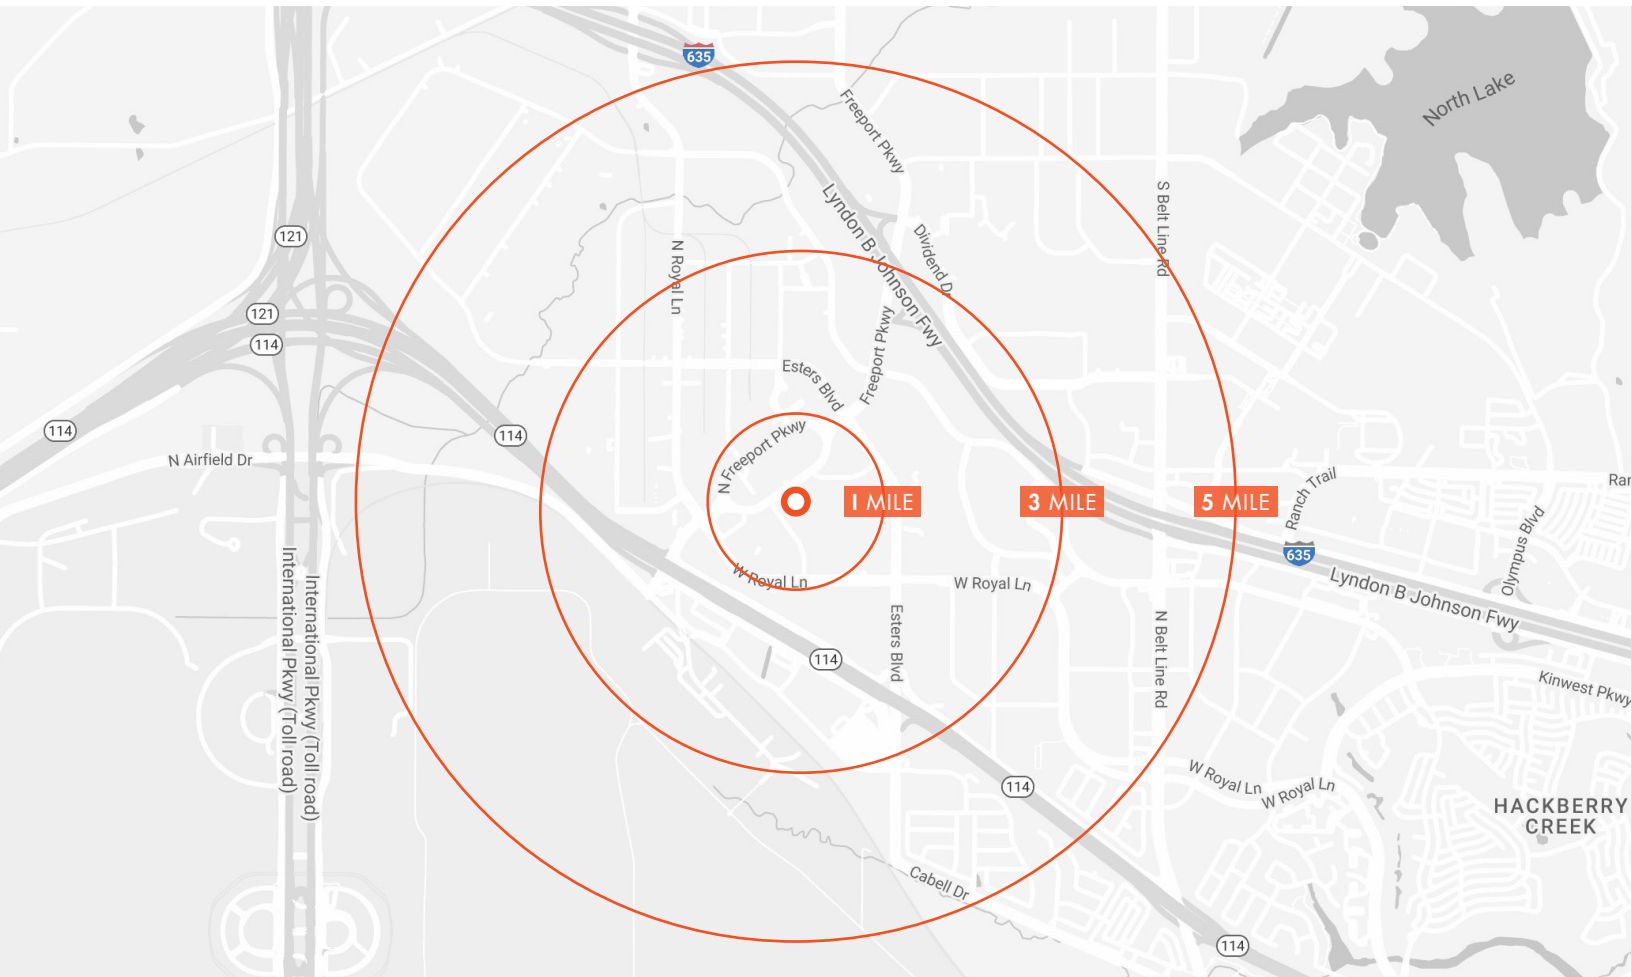 635
North Lake
Freeport Pkwy
S Belt Line Rd
Lyndon B Johnson Fwy
Dividend Dr
121
N Royal Ln
121
114
Freeport Pkwy
Esters Blvd
114
114
N Freeport Pkwy
N Airfield Dr
1 MILE
3 MILE
5 MILE
Ranch Trail
Ran
Olympus Blvd
635
Lyndon B Johnson Fwy
W Royal Ln
W Royal Ln
International Pkwy (Toll road)
International Pkwy (Toll road)
Esters Blvd
N Belt Line Rd
114
Kinwest Pkwy
114
W Royal Ln
W Royal Ln
HACKBERRY
CREEK
Cabell Dr
114